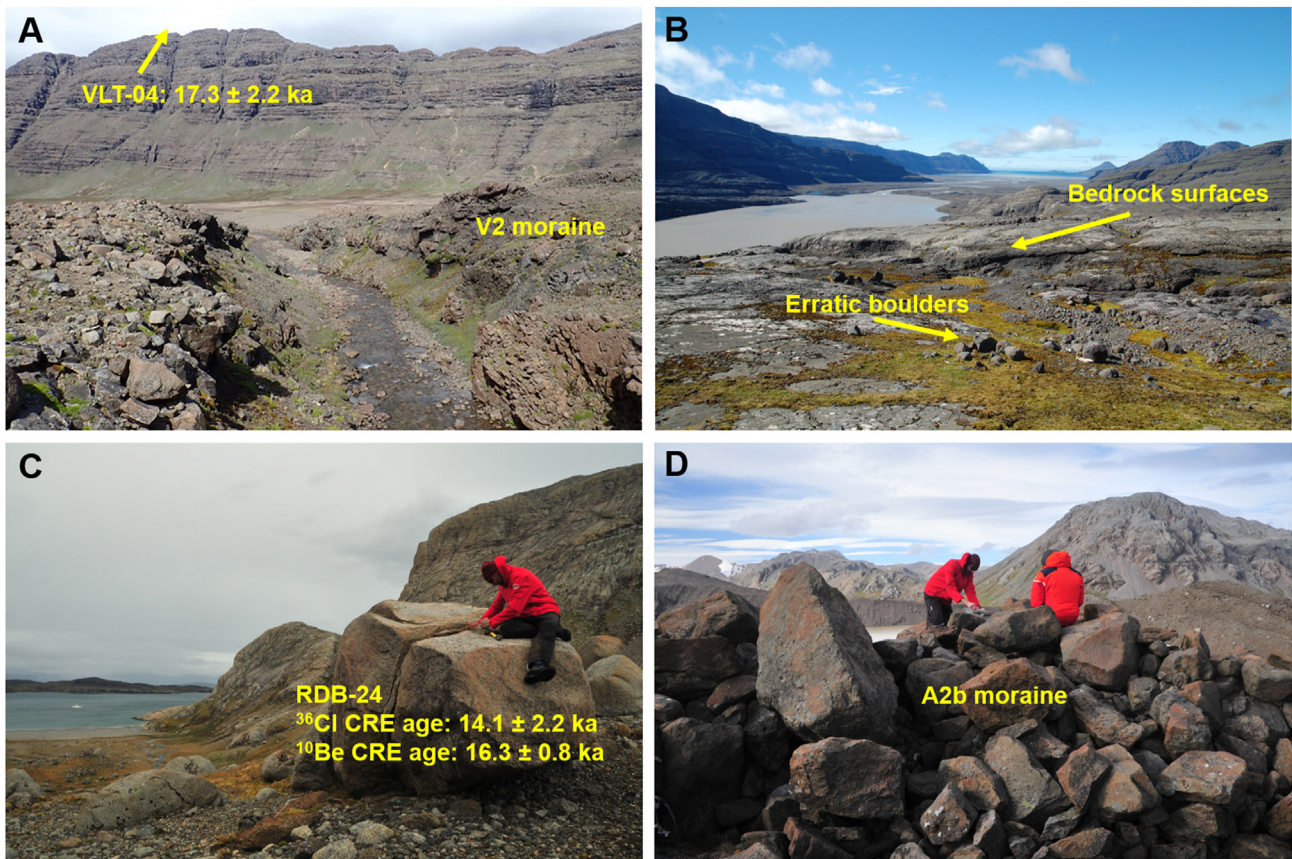 A
VLT-04: 17.3 ± 2.2 ka
V2 moraine
B
Bedrock surfaces
Erratic boulders
C
RDB-24
³⁶Cl CRE age: 14.1 ± 2.2 ka
¹⁰Be CRE age: 16.3 ± 0.8 ka
D
A2b moraine